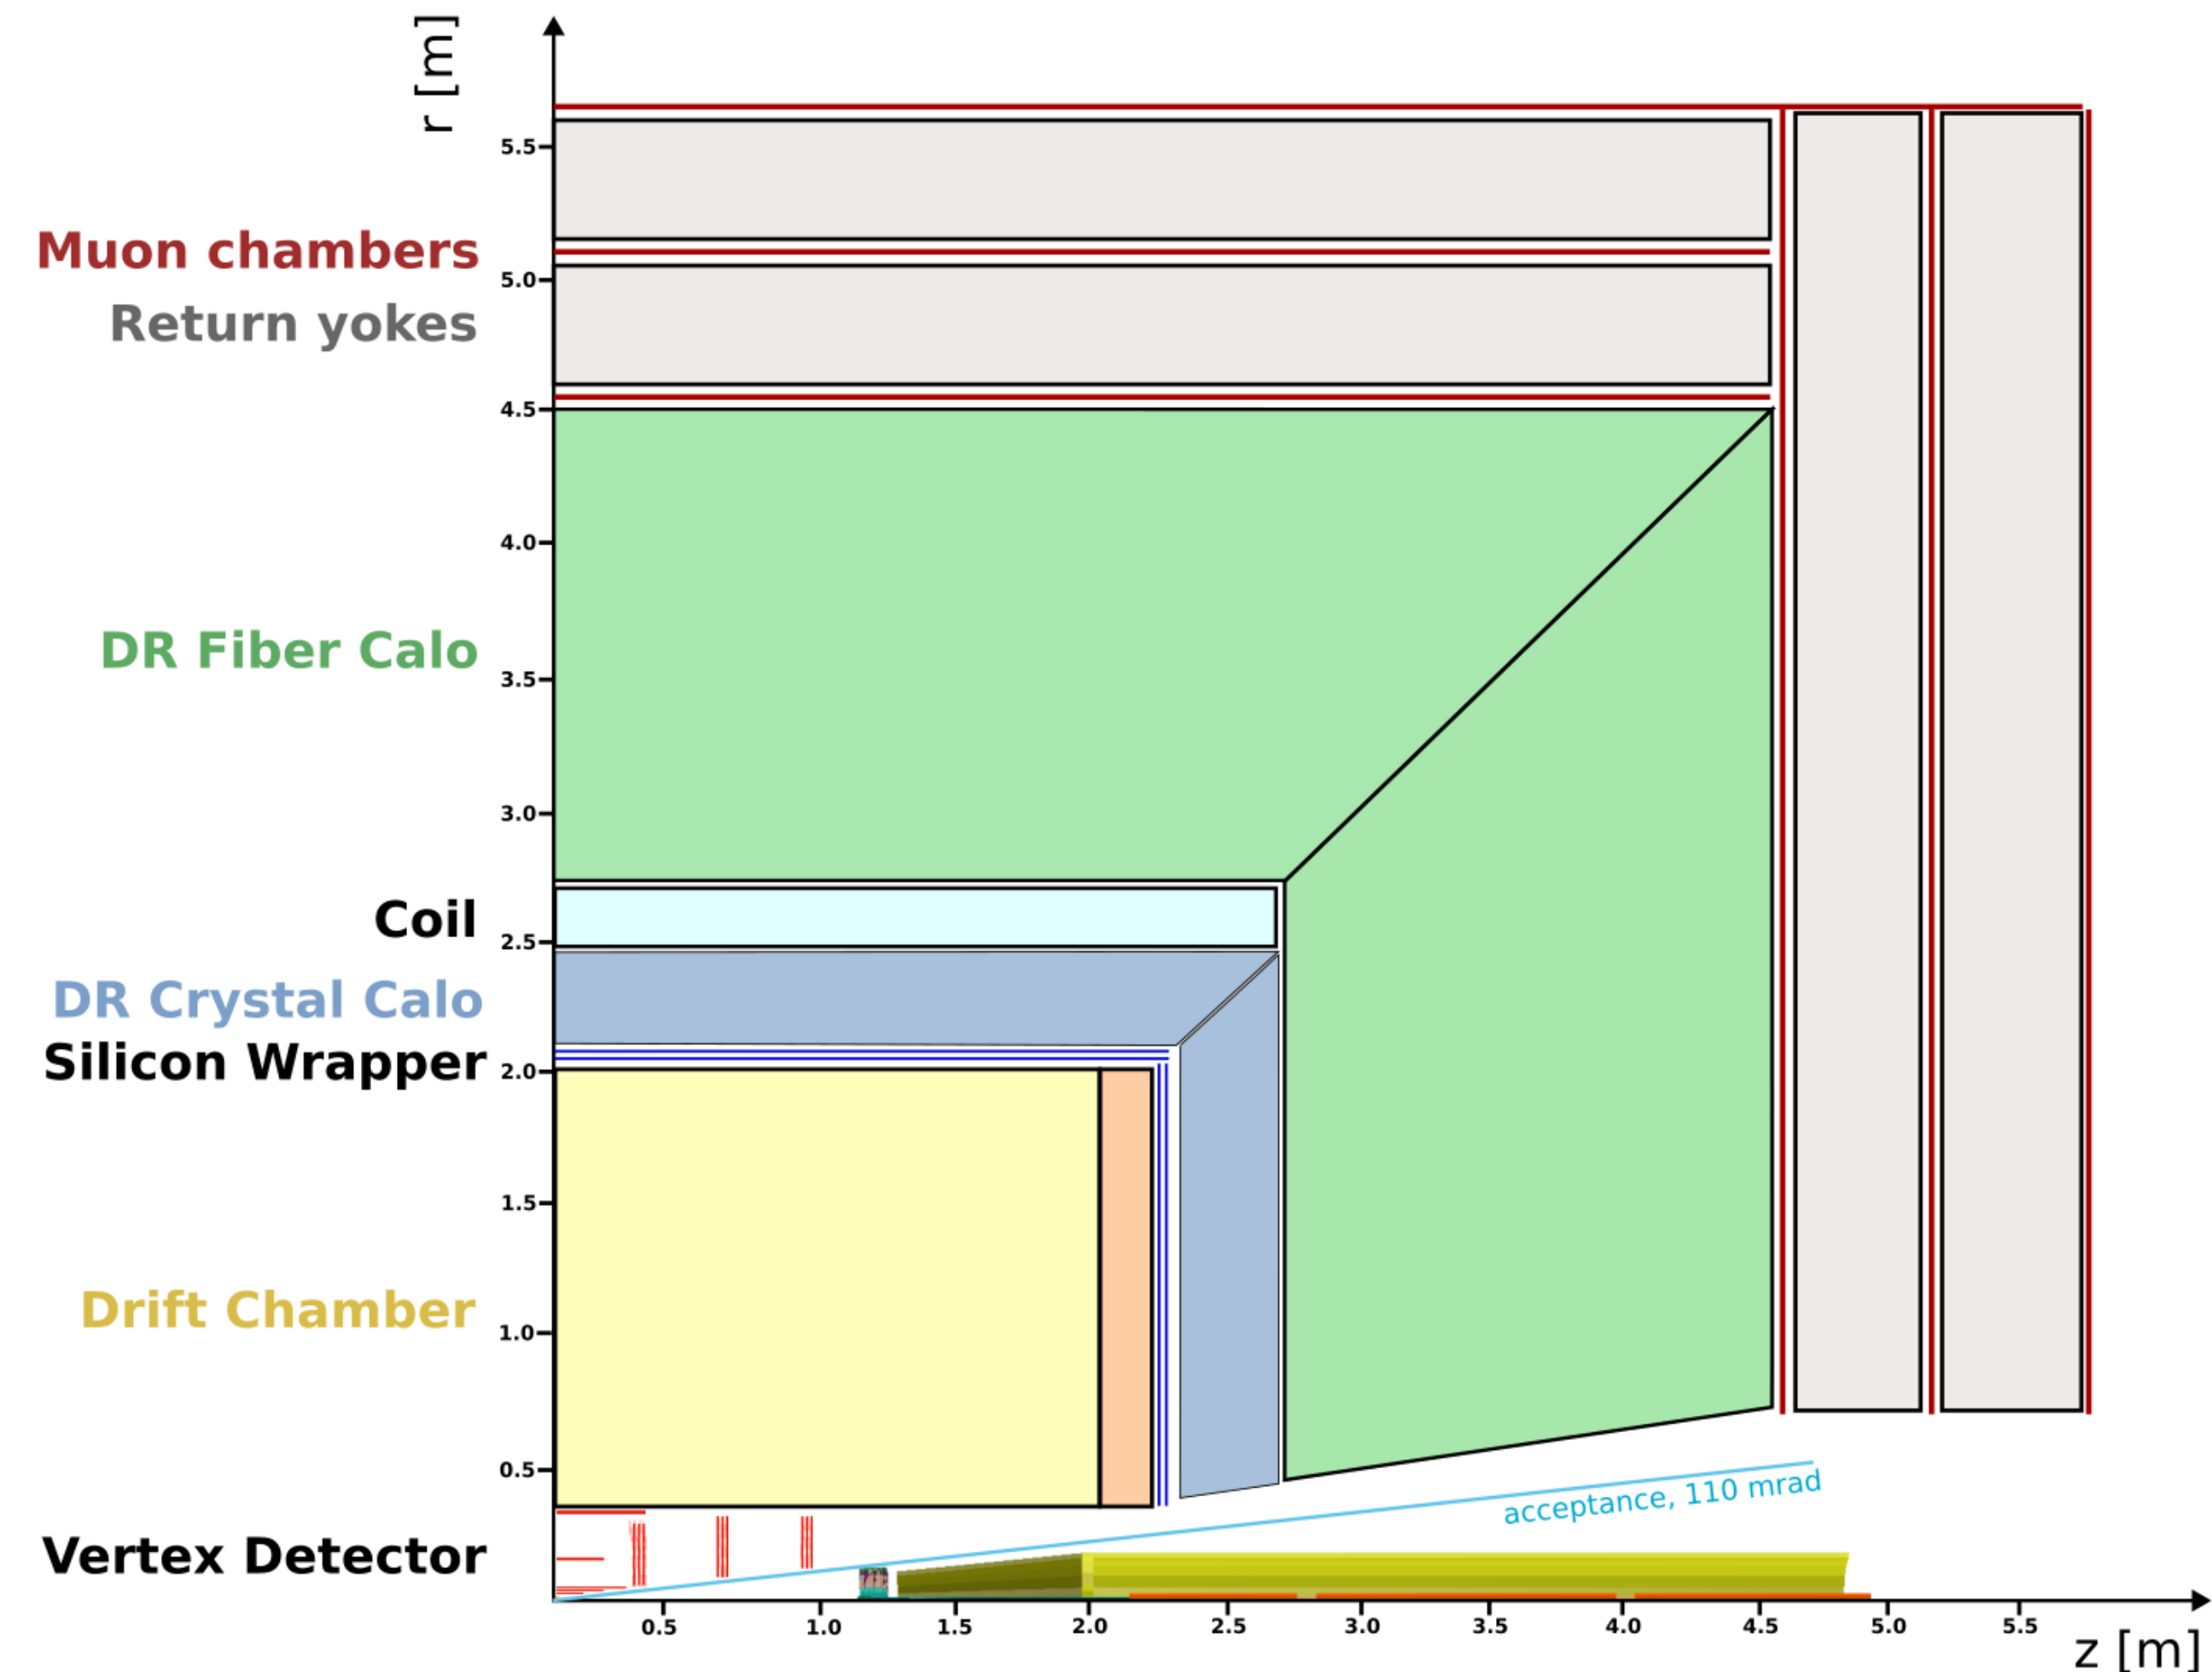 r [m]
5.5
Muon chambers
5.0
Return yokes
4.5
4.0
DR Fiber Calo
3.5
3.0
Coil
2.5
DR Crystal Calo
Silicon Wrapper
2.0
1.5
Drift Chamber
1.0
0.5
acceptance, 110 mrad
Vertex Detector
0.5 1.0 1.5 2.0 2.5 3.0 3.5 4.0 4.5 5.0 5.5
z [m]